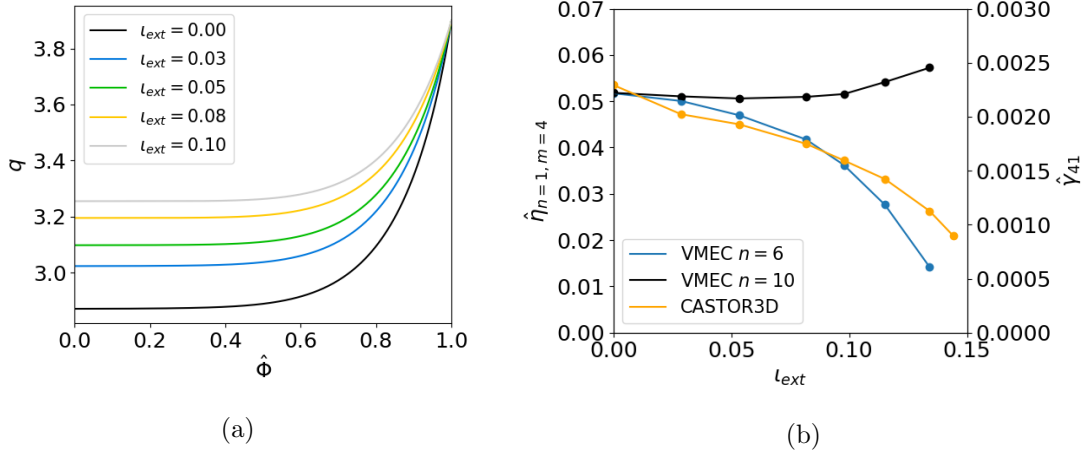 3.8
3.6
3.4
3.2
3.0
q
ι_ext = 0.00
ι_ext = 0.03
ι_ext = 0.05
ι_ext = 0.08
ι_ext = 0.10
0.0 0.2 0.4 0.6 0.8 1.0
Φ̂
(a)
0.07
0.06
0.05
0.04
0.03
0.02
0.01
0.00
η̂_{n=1, m=4}
VMEC n = 6
VMEC n = 10
CASTOR3D
0.00 0.05 0.10 0.15
ι_ext
0.0030
0.0025
0.0020
0.0015
0.0010
0.0005
0.0000
γ̂_41
(b)